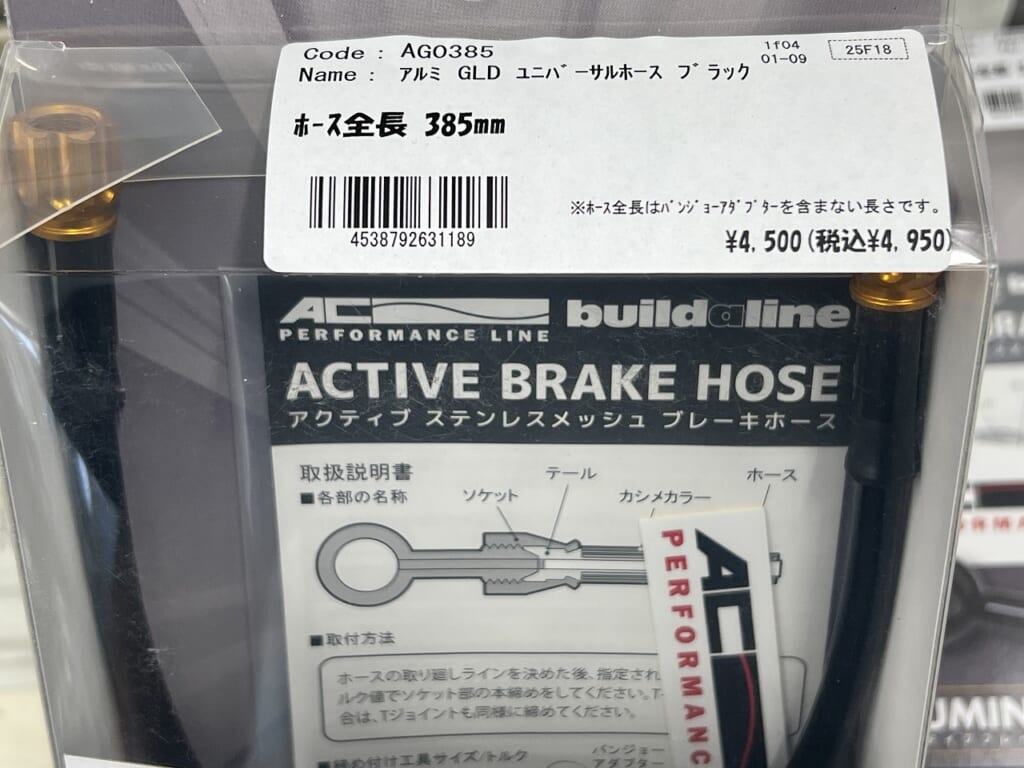 Code : AG0385
1f04
01-09
25F18
Name : アルミ GLD ユニバーサルホース ブラック
ホース全長 385mm
4538792631189
※ホース全長はバンジョーアダプターを含まない長さです。
¥4,500(税込¥4,950)
AC
PERFORMANCE LINE
buildaline
ACTIVE BRAKE HOSE
アクティブ ステンレスメッシュ ブレーキホース
取扱説明書
■各部の名称
ソケット
テール
カシメカラー
ホース
AC
PERFORMANC
■取付方法
ホースの取り廻しラインを決めた後、指定され
ルク値でソケット部の本締めをしてください。T-
合は、Tジョイントも同様に締めてください。
■締め付け工具サイズ/トルク
バンジョー
アダプター
UMIN